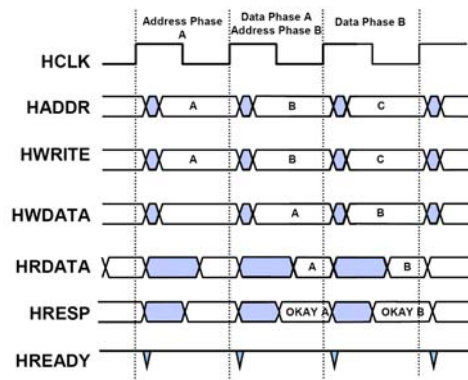 Address Phase
A
Data Phase A
Address Phase B
Data Phase B
HCLK
HADDR A B C
HWRITE A B C
HWDATA A B
HRDATA A B
HRESP OKAY A OKAY B
HREADY